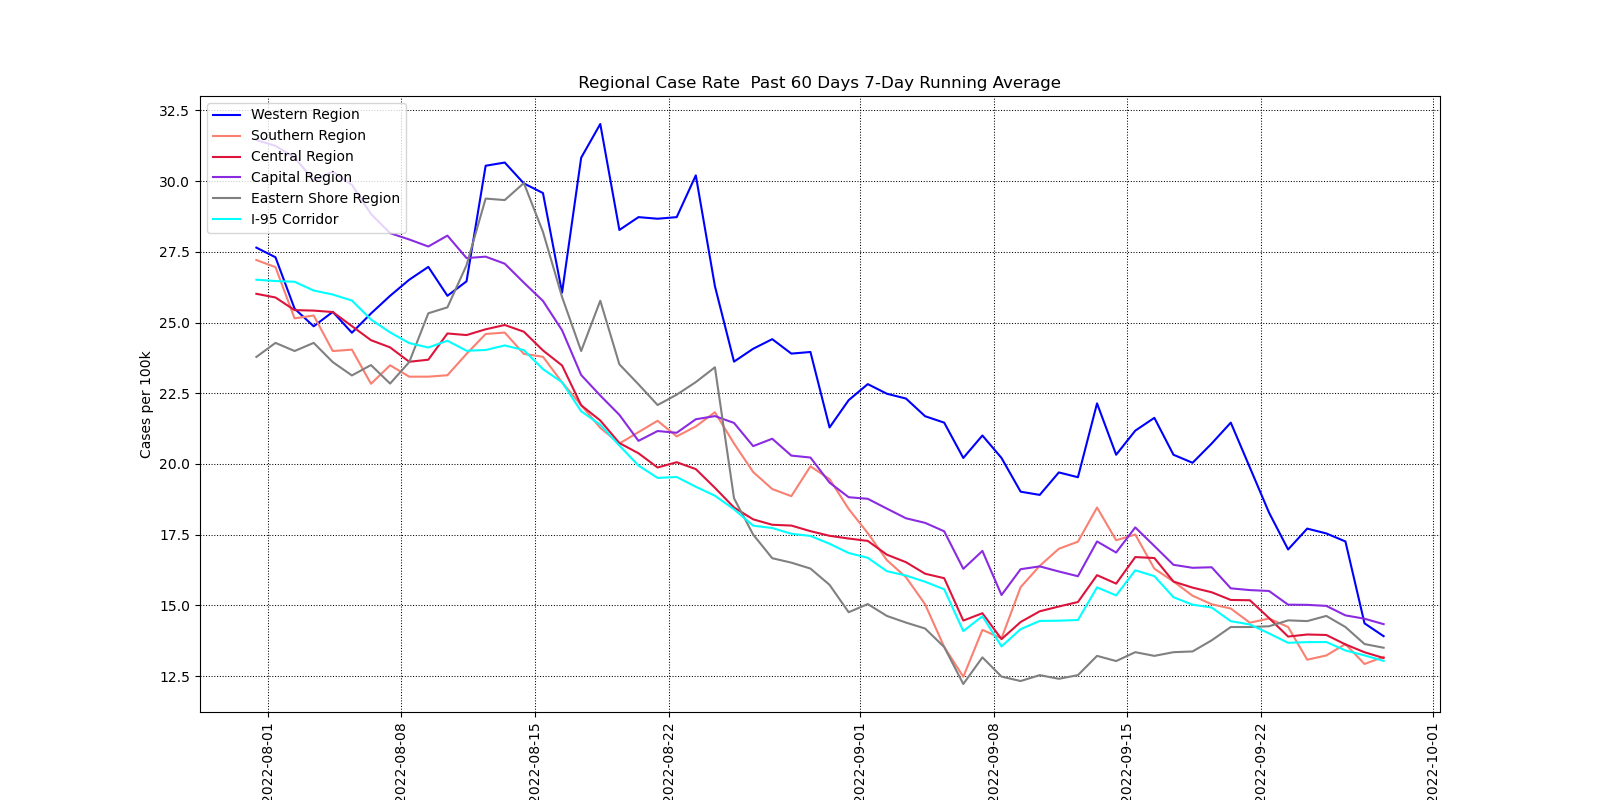 Regional Case Rate  Past 60 Days 7-Day Running Average
Western Region
Southern Region
Central Region
Capital Region
Eastern Shore Region
I-95 Corridor
Cases per 100k
32.5
30.0
27.5
25.0
22.5
20.0
17.5
15.0
12.5
2022-08-01
2022-08-08
2022-08-15
2022-08-22
2022-09-01
2022-09-08
2022-09-15
2022-09-22
2022-10-01